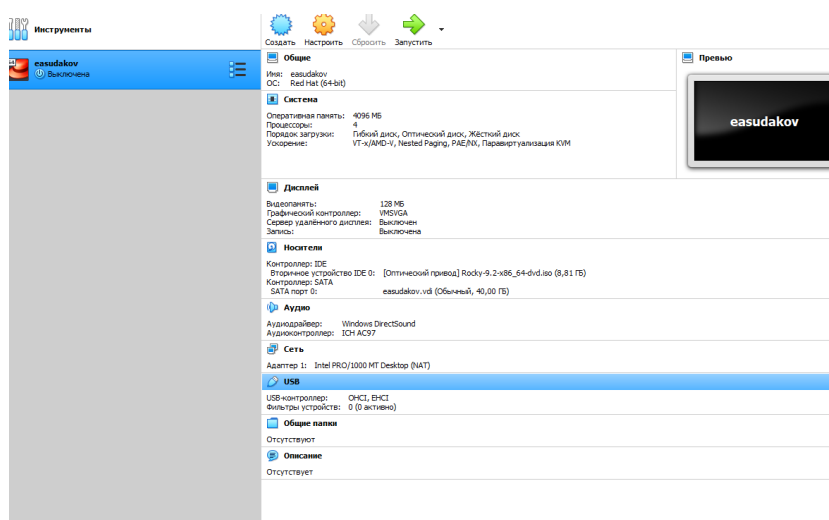 Инструменты
Создать Настроить Сбросить Запустить
easudakov
Выключена
Общие
Имя: easudakov
ОС: Red Hat (64-bit)
Превью
easudakov
Система
Оперативная память: 4096 МБ
Процессоры: 4
Порядок загрузки: Гибкий диск, Оптический диск, Жёсткий диск
Ускорение: VT-x/AMD-V, Nested Paging, PAE/NX, Паравиртуализация KVM
Дисплей
Видеопамять: 128 МБ
Графический контроллер: VMSVGA
Сервер удалённого дисплея: Выключен
Запись: Выключена
Носители
Контроллер: IDE
Вторичное устройство IDE 0: [Оптический привод] Rocky-9.2-x86_64-dvd.iso (8,81 ГБ)
Контроллер: SATA
SATA порт 0: easudakov.vdi (Обычный, 40,00 ГБ)
Аудио
Аудиодрайвер: Windows DirectSound
Аудиоконтроллер: ICH AC97
Сеть
Адаптер 1: Intel PRO/1000 MT Desktop (NAT)
USB
USB-контроллер: OHCI, EHCI
Фильтры устройств: 0 (0 активно)
Общие папки
Отсутствуют
Описание
Отсутствует